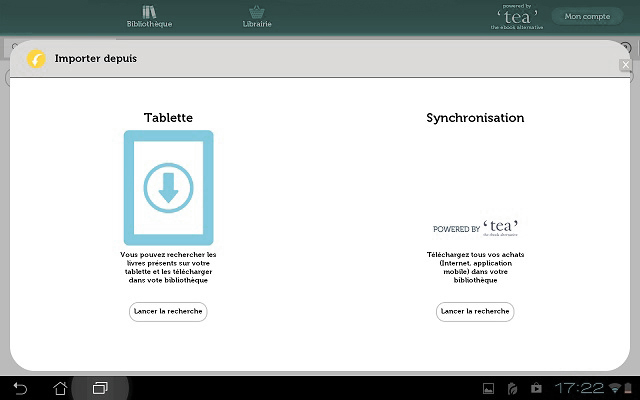 Bibliothèque
Librairie
powered by
‘tea’
the ebook alternative
Mon compte
Importer depuis
Tablette
Vous pouvez rechercher les
livres présents sur votre
tablette et les télécharger
dans vote bibliothèque
Lancer la recherche
Synchronisation
POWERED BY ‘tea’
the ebook alternative
Téléchargez tous vos achats
(Internet, application
mobile) dans votre
bibliothèque
Lancer la recherche
17:22